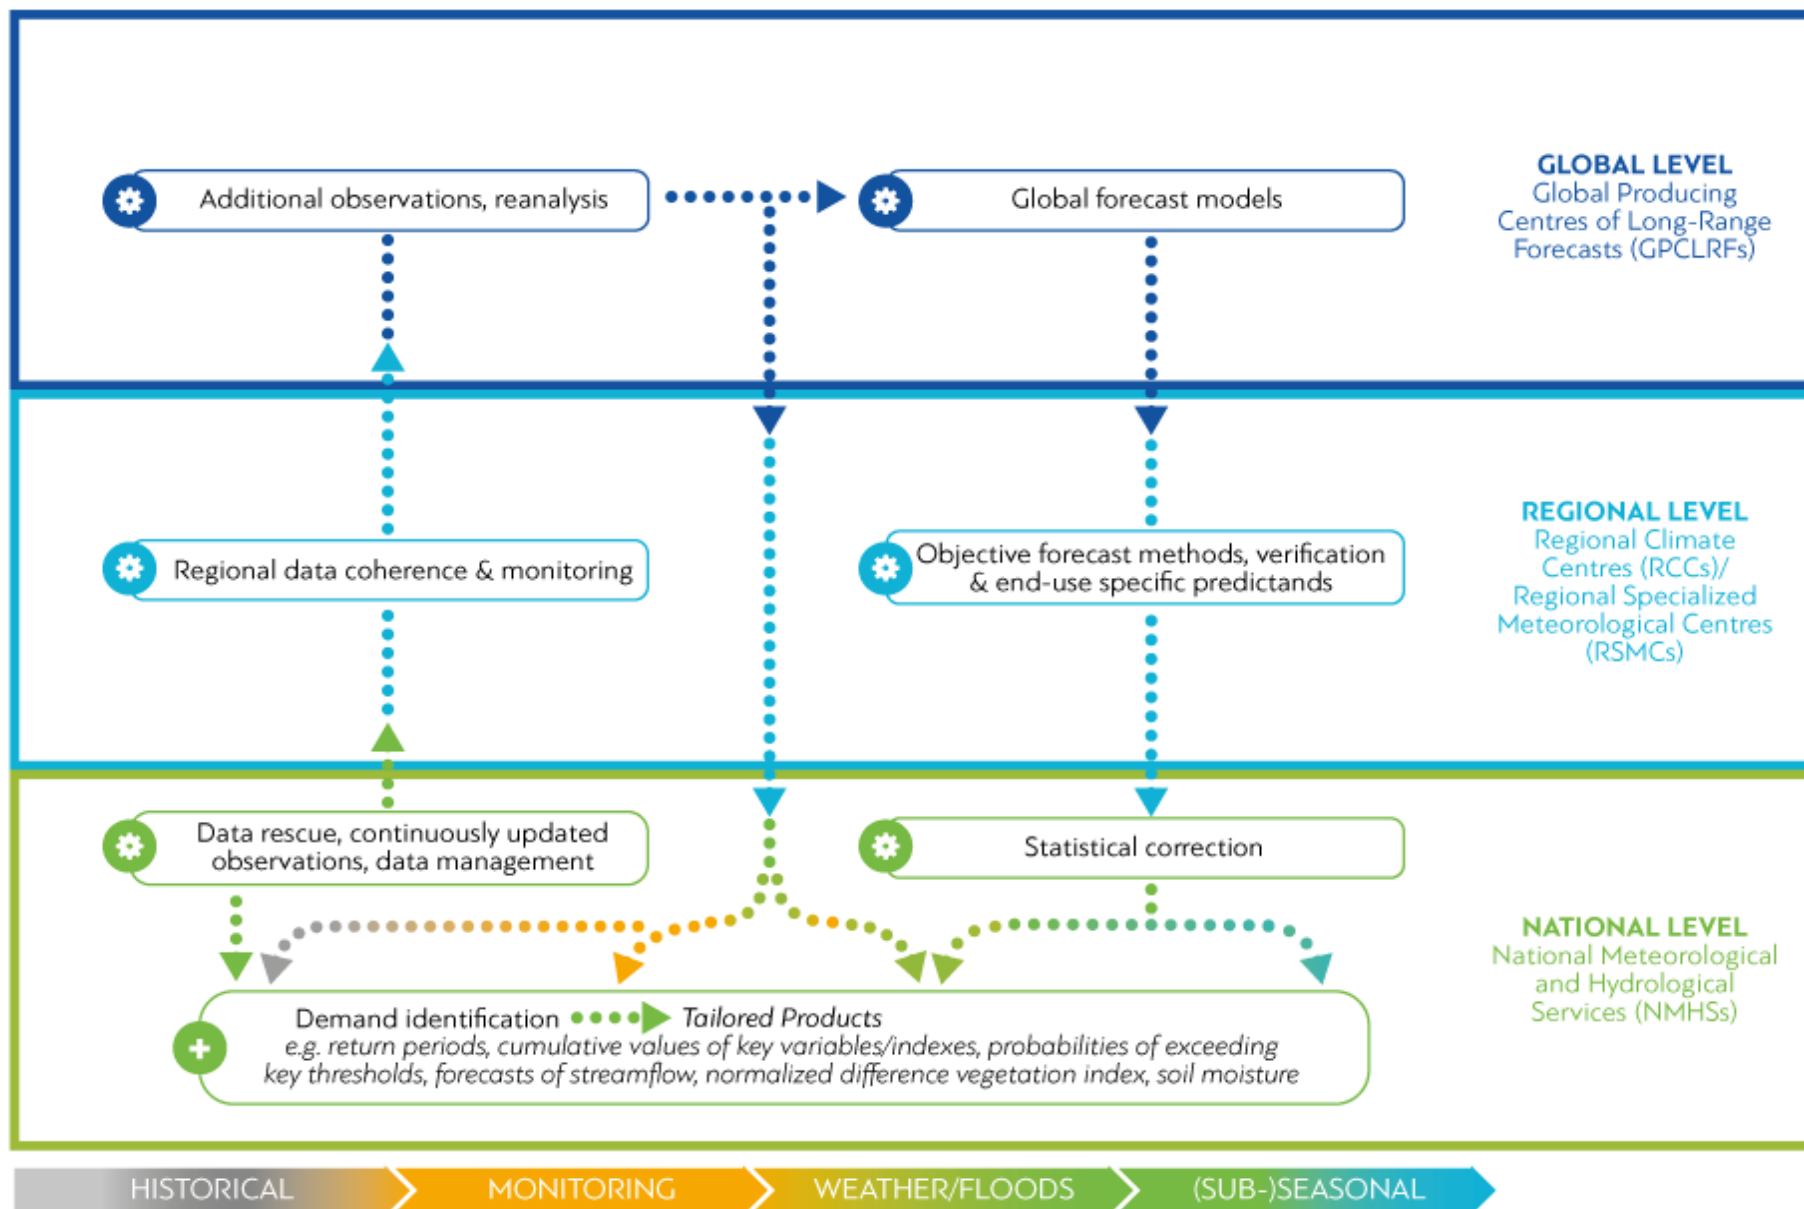 Additional observations, reanalysis
Global forecast models
GLOBAL LEVEL
Global Producing
Centres of Long-Range
Forecasts (GPCLRFs)
Regional data coherence & monitoring
Objective forecast methods, verification
& end-use specific predictands
REGIONAL LEVEL
Regional Climate
Centres (RCCs)/
Regional Specialized
Meteorological Centres
(RSMCs)
Data rescue, continuously updated
observations, data management
Statistical correction
NATIONAL LEVEL
National Meteorological
and Hydrological
Services (NMHSs)
Demand identification Tailored Products
e.g. return periods, cumulative values of key variables/indexes, probabilities of exceeding
key thresholds, forecasts of streamflow, normalized difference vegetation index, soil moisture
HISTORICAL MONITORING WEATHER/FLOODS (SUB-)SEASONAL